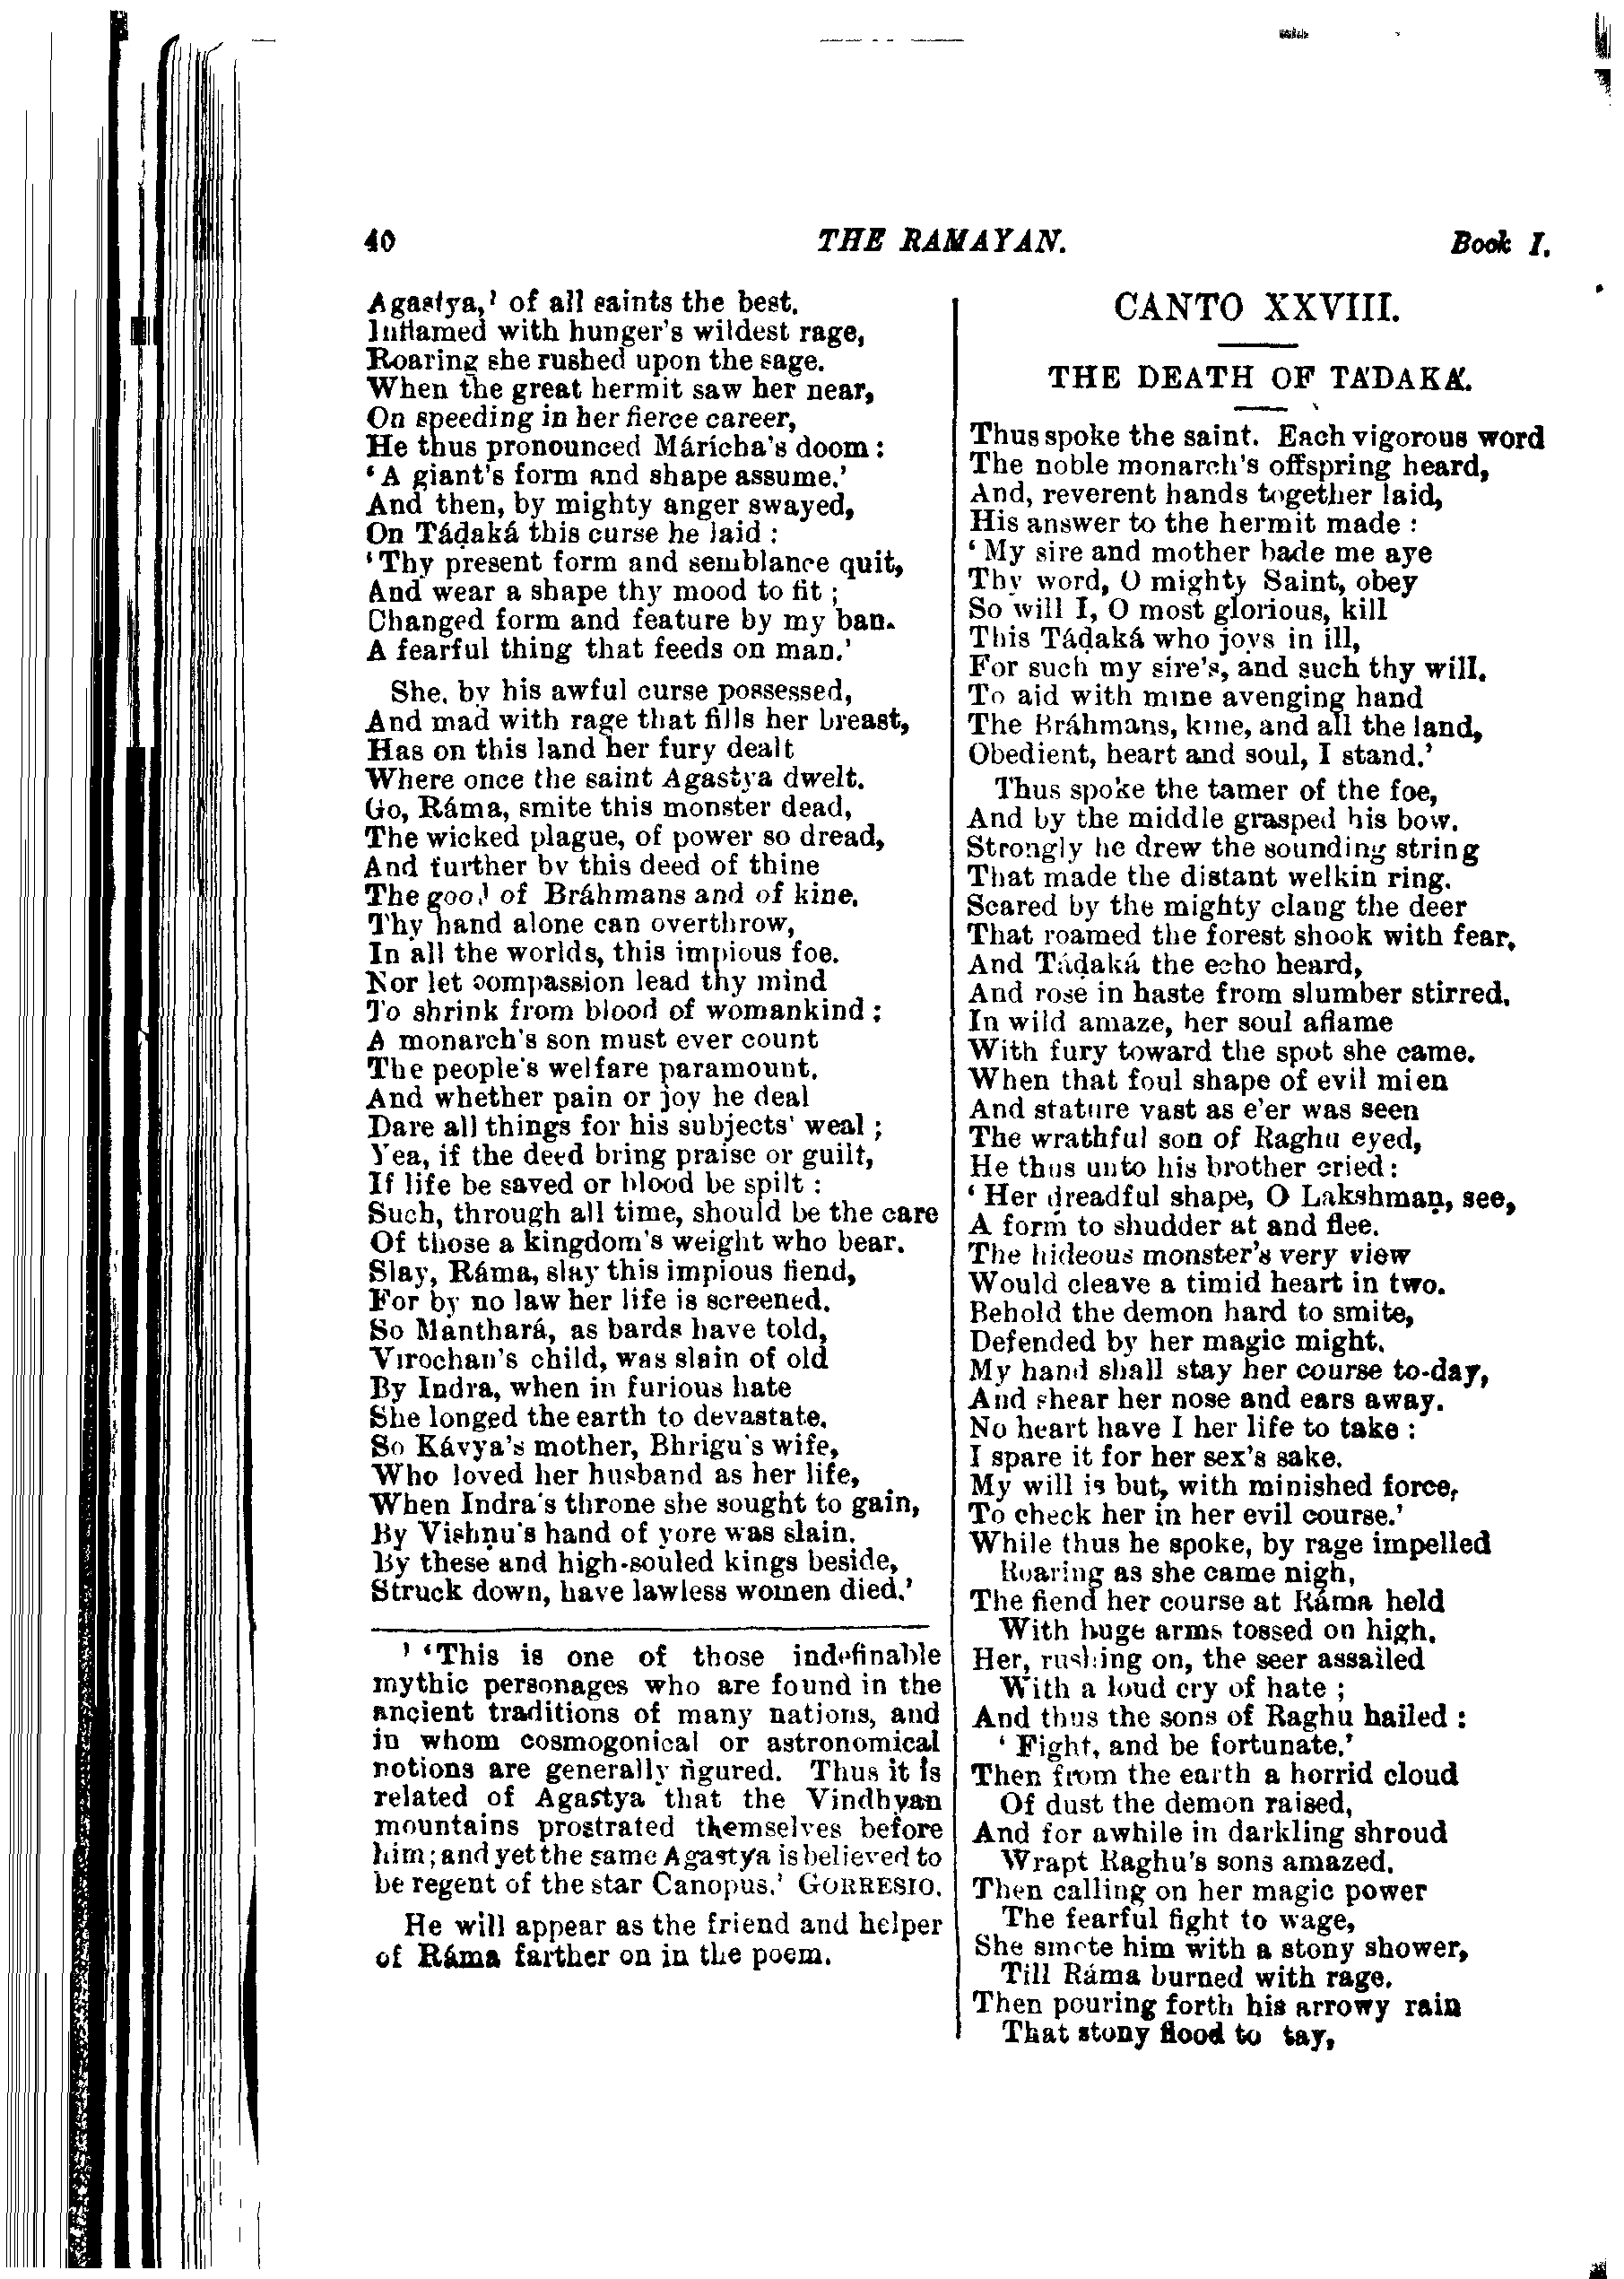 40
THE RAMAYAN.
Book I.
Agastya,¹ of all saints the best.
Inflamed with hunger's wildest rage,
Roaring she rushed upon the sage.
When the great hermit saw her near,
On speeding in her fierce career,
He thus pronounced Máricha's doom:
‘A giant's form and shape assume.’
And then, by mighty anger swayed,
On Táḍaká this curse he laid:
‘Thy present form and semblance quit,
And wear a shape thy mood to fit;
Changed form and feature by my ban.
A fearful thing that feeds on man.’
She, by his awful curse possessed,
And mad with rage that fills her breast,
Has on this land her fury dealt
Where once the saint Agastya dwelt.
Go, Ráma, smite this monster dead,
The wicked plague, of power so dread,
And further by this deed of thine
The good of Bráhmans and of kine.
Thy hand alone can overthrow,
In all the worlds, this impious foe.
Nor let compassion lead thy mind
To shrink from blood of womankind;
A monarch's son must ever count
The people's welfare paramount.
And whether pain or joy he deal
Dare all things for his subjects' weal;
Yea, if the deed bring praise or guilt,
If life be saved or blood be spilt:
Such, through all time, should be the care
Of those a kingdom's weight who bear.
Slay, Ráma, slay this impious fiend,
For by no law her life is screened.
So Manthará, as bards have told,
Virochan's child, was slain of old
By Indra, when in furious hate
She longed the earth to devastate.
So Kávya's mother, Bhrigu's wife,
Who loved her husband as her life,
When Indra's throne she sought to gain,
By Vishṇu's hand of yore was slain.
By these and high-souled kings beside,
Struck down, have lawless women died.’
¹ ‘This is one of those indefinable
mythic personages who are found in the
ancient traditions of many nations, and
in whom cosmogonical or astronomical
notions are generally figured. Thus it is
related of Agastya that the Vindhyan
mountains prostrated themselves before
him; and yet the same Agastya is believed to
be regent of the star Canopus.’ GORRESIO.
He will appear as the friend and helper
of Ráma farther on in the poem.
CANTO XXVIII.
THE DEATH OF TÁDAKÁ.
Thus spoke the saint. Each vigorous word
The noble monarch's offspring heard,
And, reverent hands together laid,
His answer to the hermit made:
‘My sire and mother bade me aye
Thy word, O mighty Saint, obey
So will I, O most glorious, kill
This Táḍaká who joys in ill,
For such my sire's, and such thy will.
To aid with mine avenging hand
The Bráhmans, kine, and all the land,
Obedient, heart and soul, I stand.’
Thus spoke the tamer of the foe,
And by the middle grasped his bow.
Strongly he drew the sounding string
That made the distant welkin ring.
Scared by the mighty clang the deer
That roamed the forest shook with fear,
And Táḍaká the echo heard,
And rose in haste from slumber stirred.
In wild amaze, her soul aflame
With fury toward the spot she came.
When that foul shape of evil mien
And stature vast as e'er was seen
The wrathful son of Raghu eyed,
He thus unto his brother cried:
‘Her dreadful shape, O Lakshmaṇ, see,
A form to shudder at and flee.
The hideous monster's very view
Would cleave a timid heart in two.
Behold the demon hard to smite,
Defended by her magic might.
My hand shall stay her course to-day,
And shear her nose and ears away.
No heart have I her life to take:
I spare it for her sex's sake.
My will is but, with minished force,
To check her in her evil course.’
While thus he spoke, by rage impelled
Roaring as she came nigh,
The fiend her course at Ráma held
With huge arms tossed on high.
Her, rushing on, the seer assailed
With a loud cry of hate;
And thus the sons of Raghu hailed:
‘Fight, and be fortunate.’
Then from the earth a horrid cloud
Of dust the demon raised,
And for awhile in darkling shroud
Wrapt Raghu's sons amazed.
Then calling on her magic power
The fearful fight to wage,
She smote him with a stony shower,
Till Ráma burned with rage.
Then pouring forth his arrowy rain
That stony flood to tay,